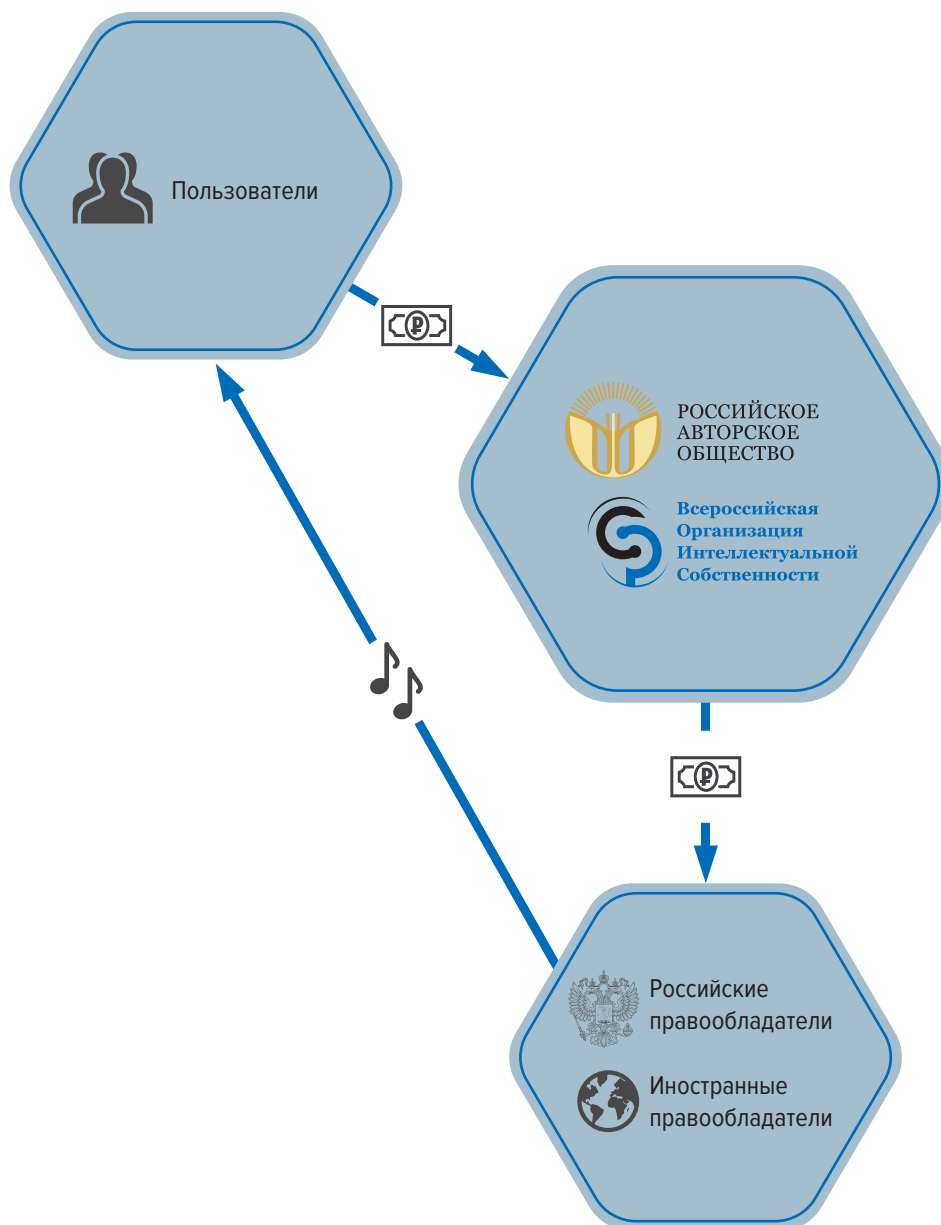 Пользователи
РОССИЙСКОЕ
АВТОРСКОЕ
ОБЩЕСТВО
Всероссийская
Организация
Интеллектуальной
Собственности
Российские
правообладатели
Иностранные
правообладатели